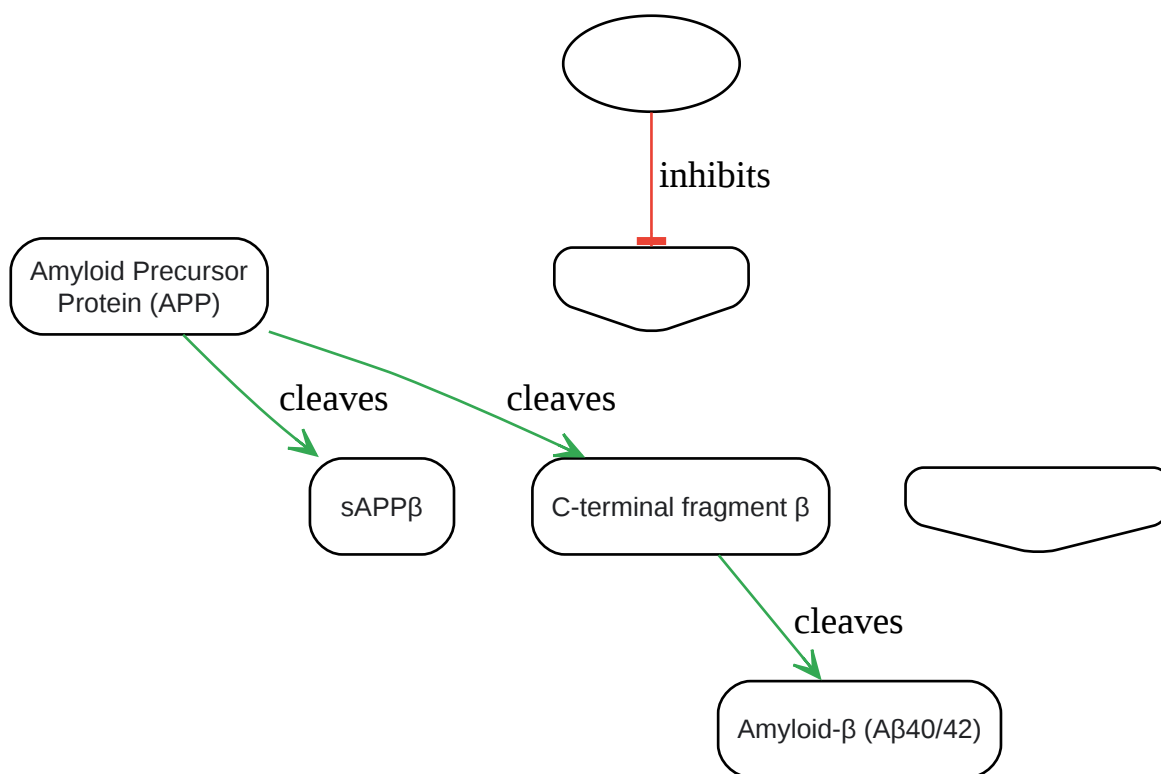 inhibits
Amyloid Precursor
Protein (APP)
cleaves
cleaves
sAPPβ
C-terminal fragment β
cleaves
Amyloid-β (Aβ40/42)